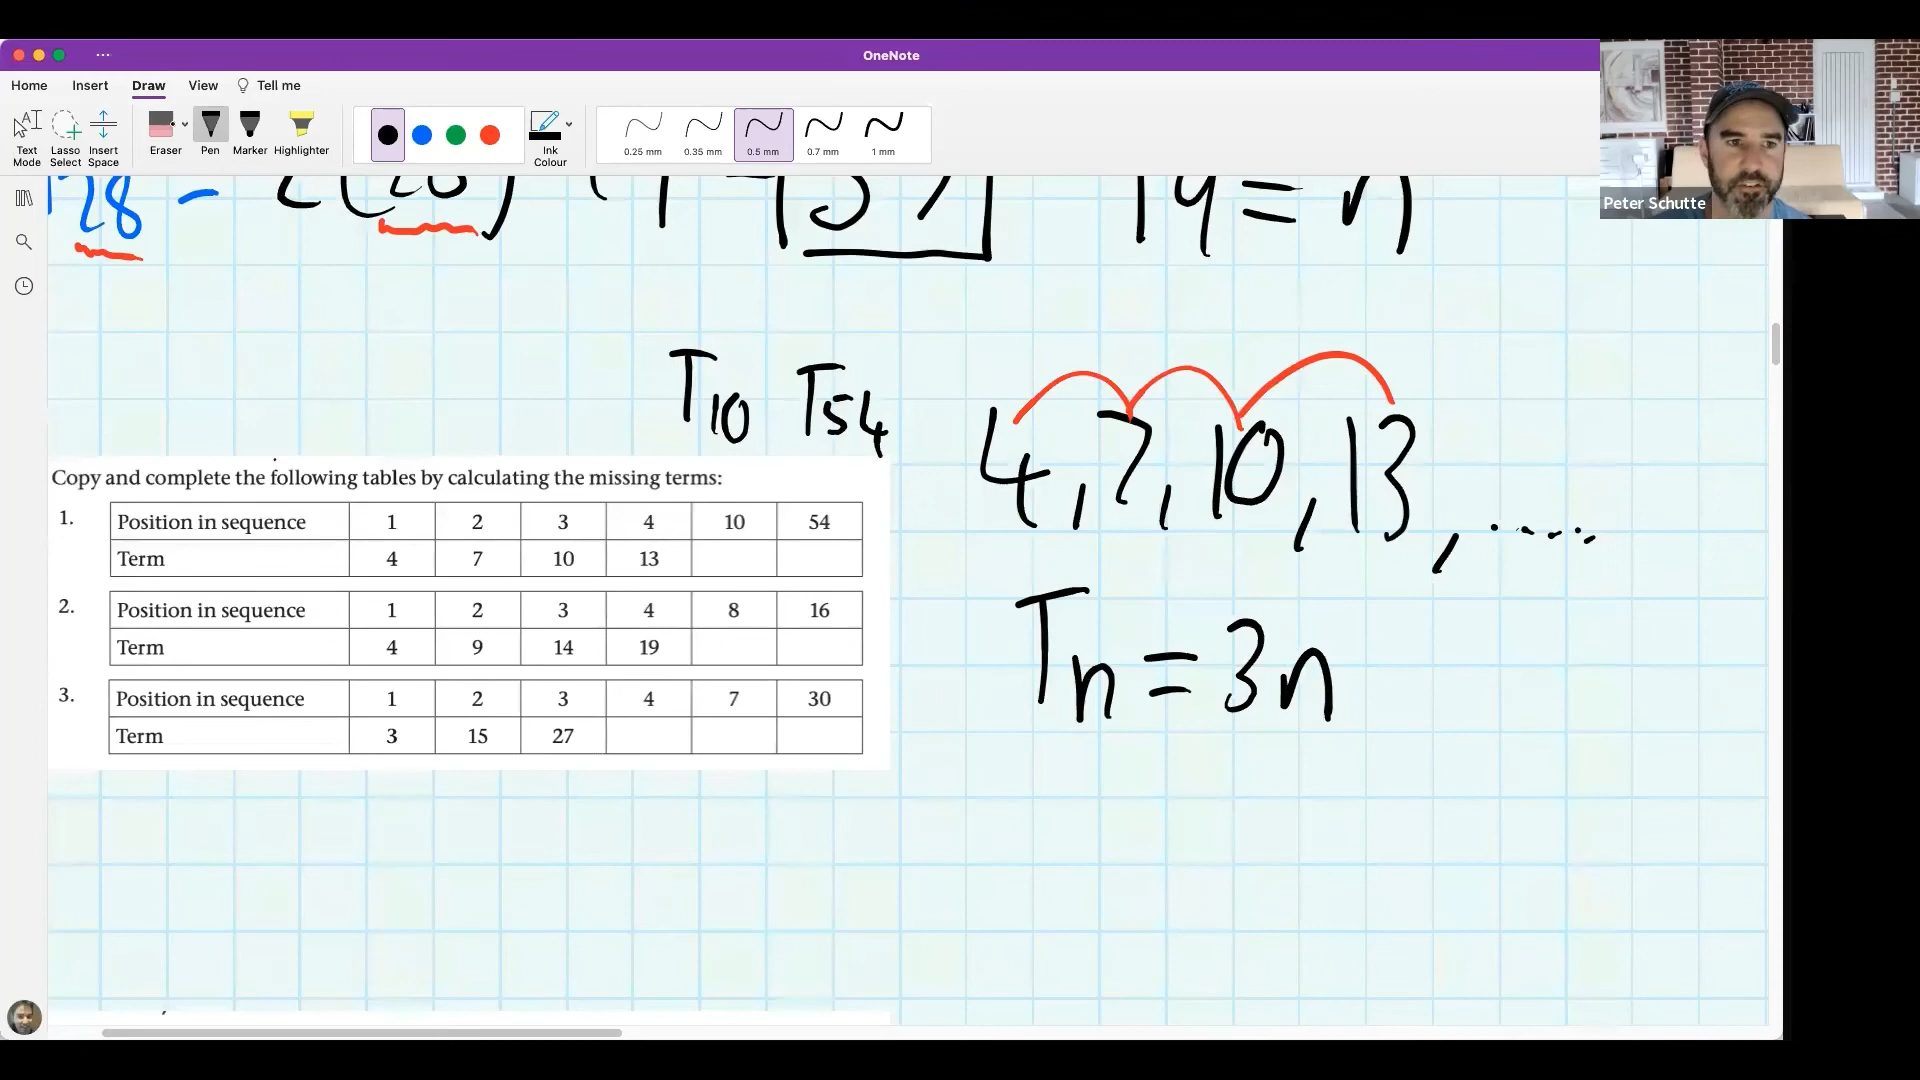 OneNote
Home Insert Draw View Tell me
Text Mode Lasso Select Insert Space Eraser Pen Marker Highlighter Ink Colour 0.25 mm 0.35 mm 0.5 mm 0.7 mm 1 mm
Peter Schutte
128 = 2(26) 19 = n
T10 T54
4, 7, 10, 13, .....
Tn = 3n
Copy and complete the following tables by calculating the missing terms:
1. Position in sequence 1 2 3 4 10 54
Term 4 7 10 13
2. Position in sequence 1 2 3 4 8 16
Term 4 9 14 19
3. Position in sequence 1 2 3 4 7 30
Term 3 15 27